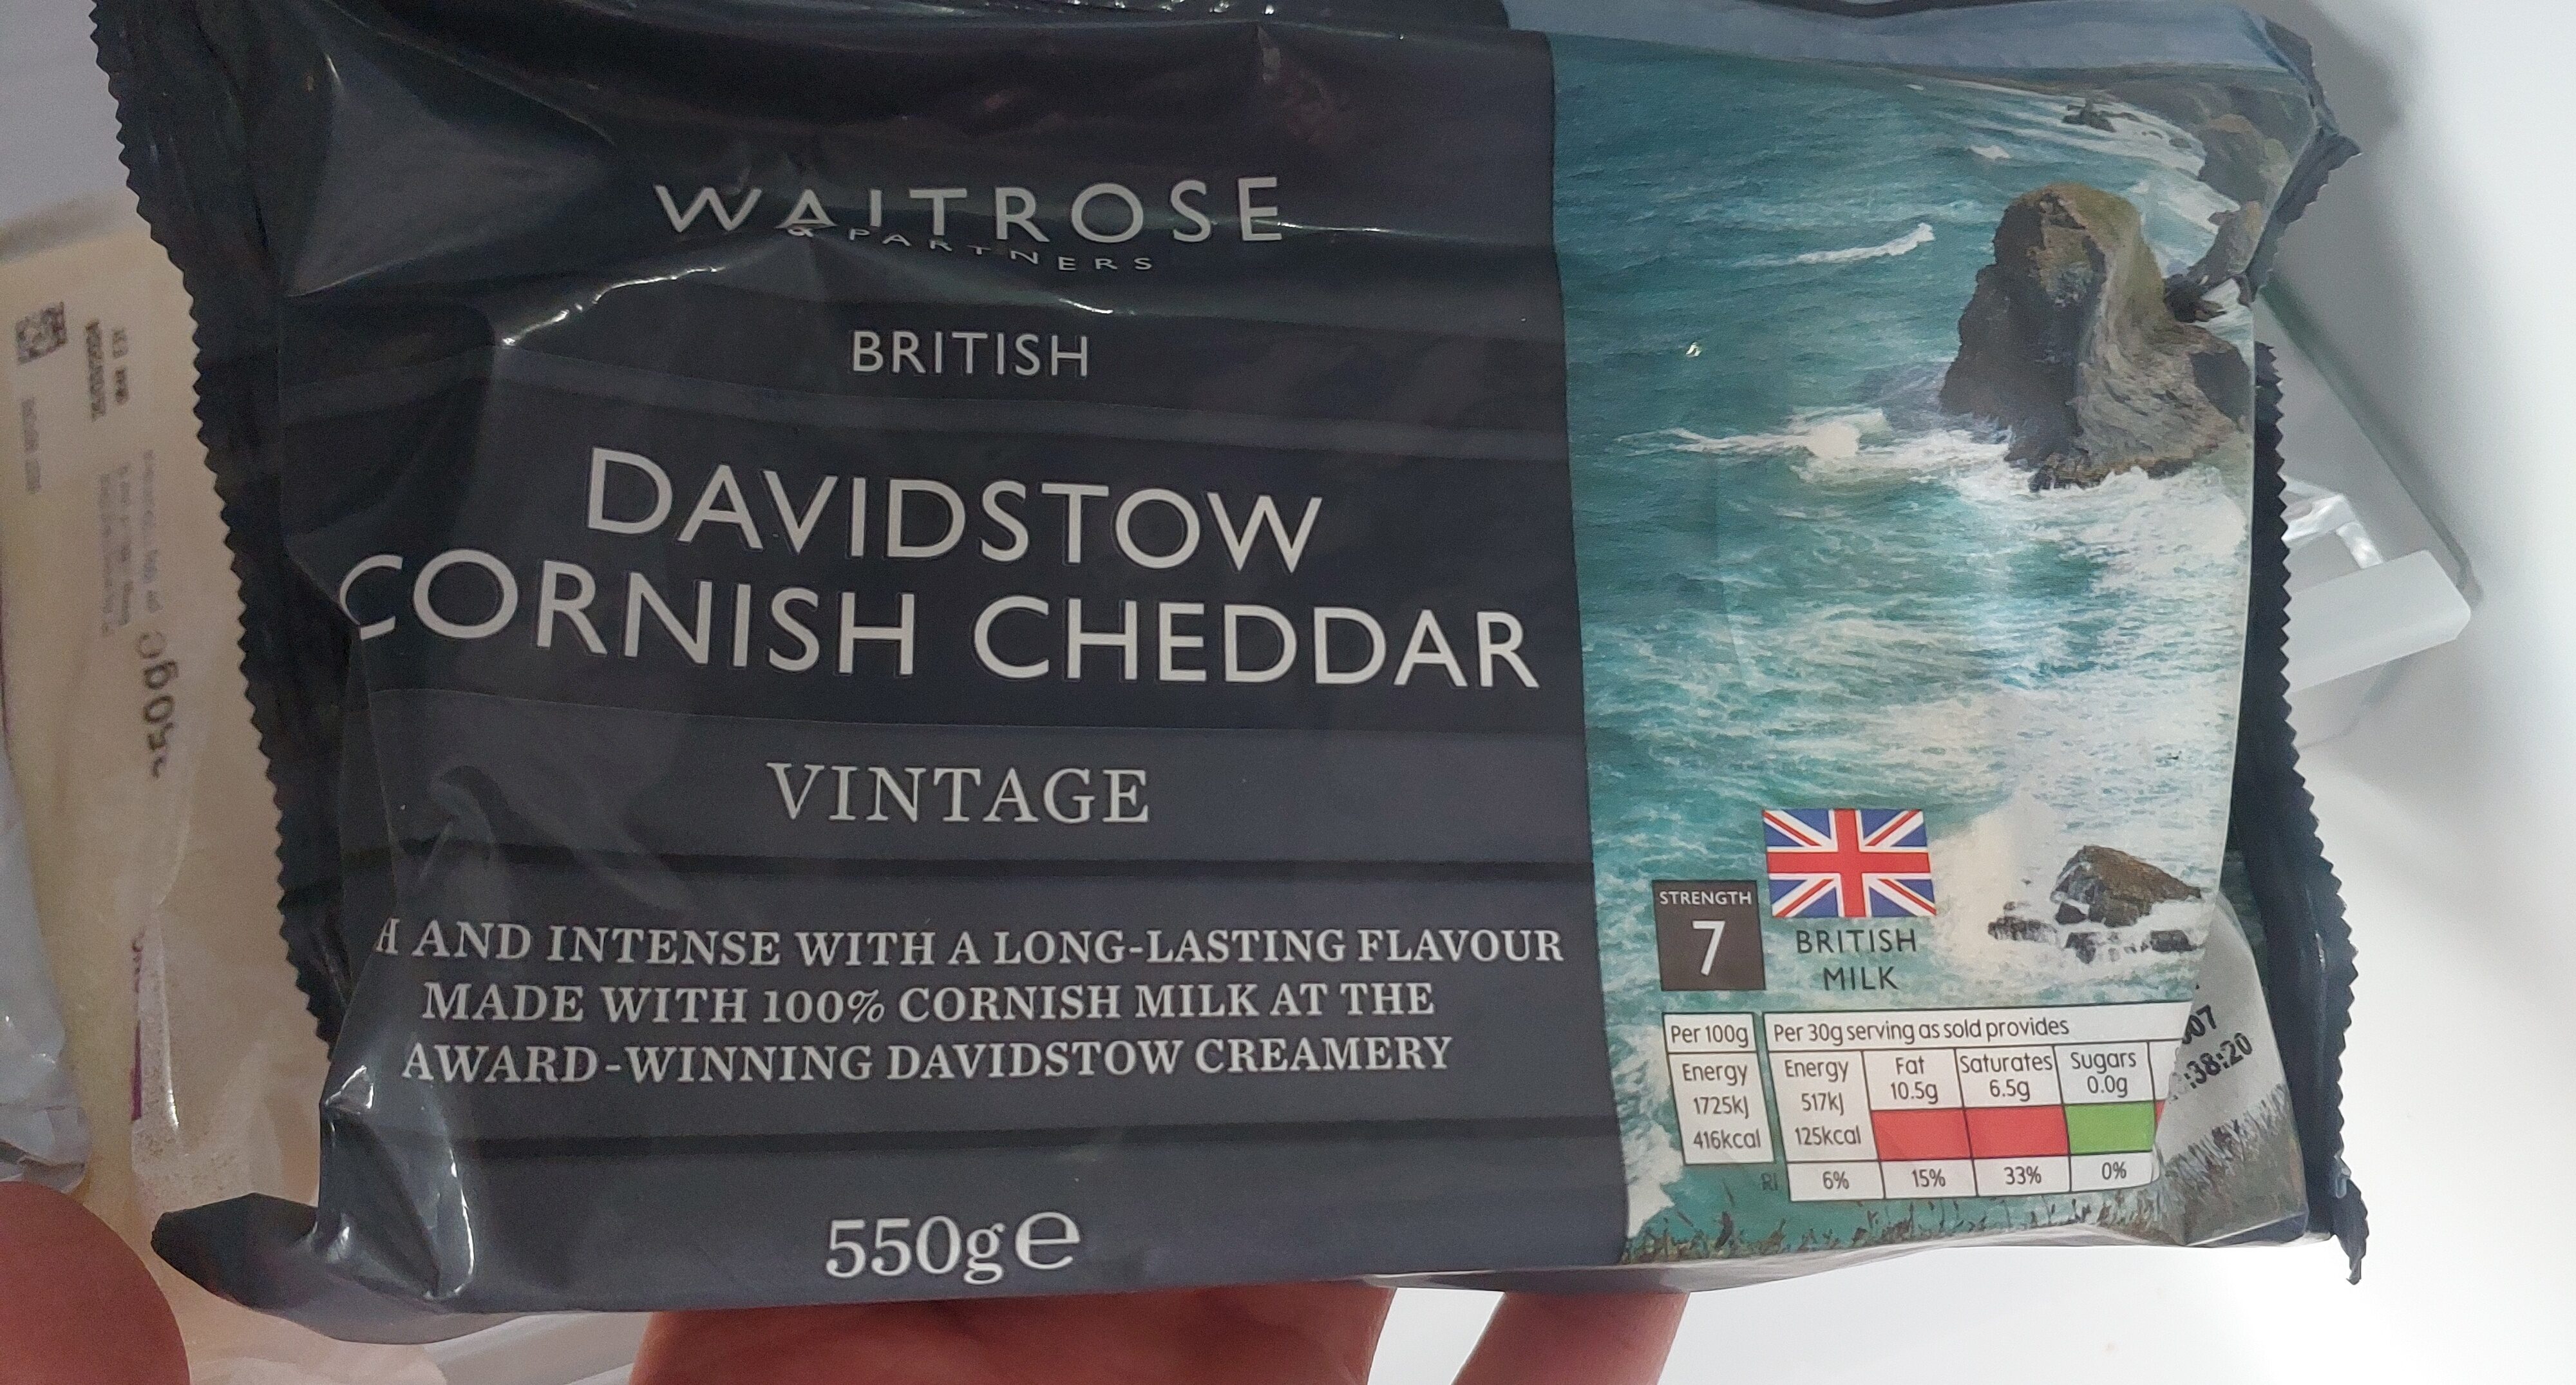 WAITROSE
& PARTNERS
BRITISH
DAVIDSTOW
CORNISH CHEDDAR
VINTAGE
H AND INTENSE WITH A LONG-LASTING FLAVOUR
MADE WITH 100% CORNISH MILK AT THE
AWARD-WINNING DAVIDSTOW CREAMERY
550g e
STRENGTH
7
BRITISH
MILK
Per 100g
Energy
1725kJ
416kcal
Per 30g serving as sold provides
Energy
517kJ
125kcal
6%
Fat
10.5g
15%
Saturates
6.5g
33%
Sugars
0.0g
0%
RI
07
:38:20